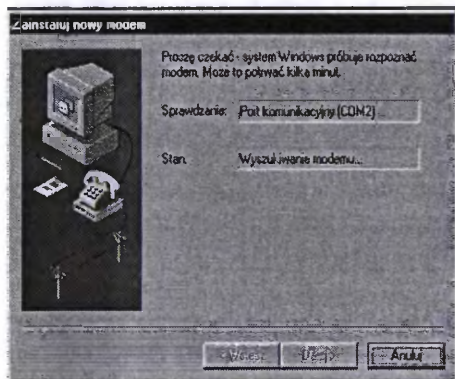 Zainstaluj nowy modem
Proszę czekać - system Windows próbuje rozpoznać
modem. Może to potrwać kilka minut.
Sprawdzanie: Port komunikacyjny (COM2)
Stan: Wyszukiwanie modemu...
Anuluj